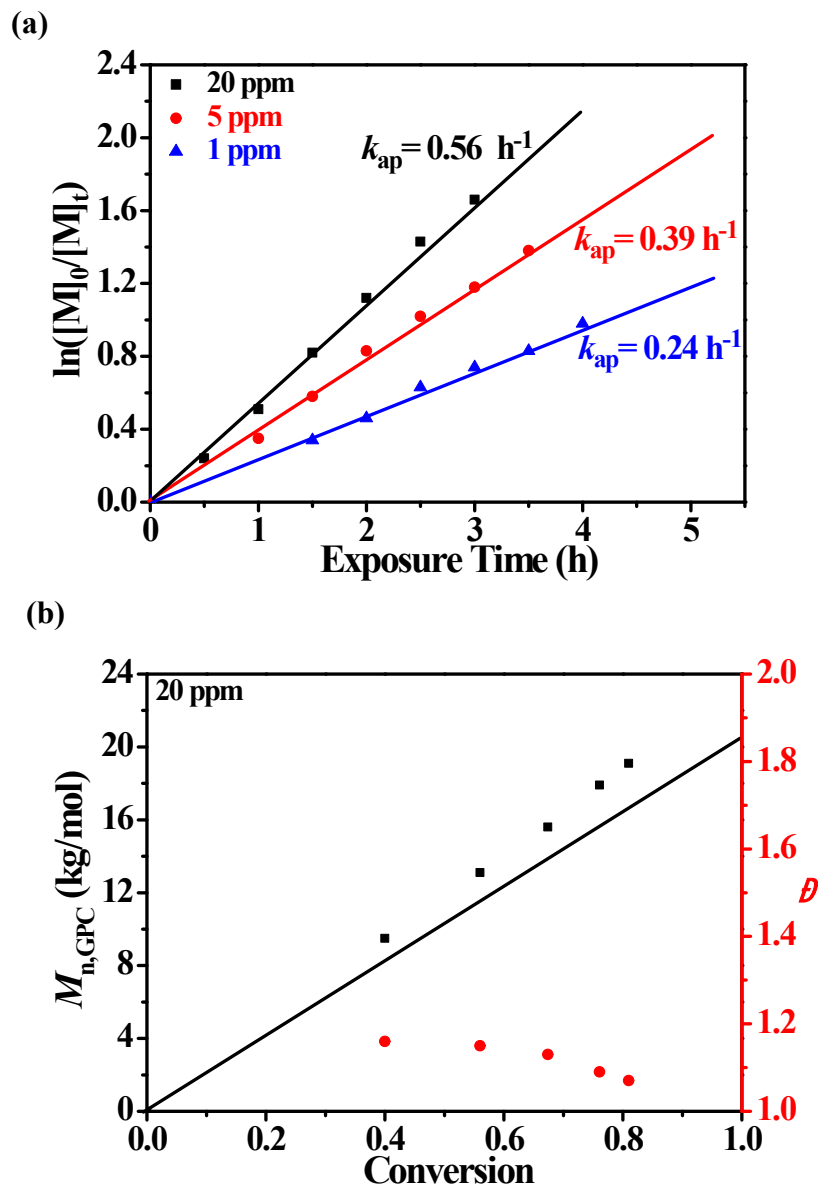 (a)
2.4
2.0
1.6
1.2
0.8
0.4
0.0
ln([M]0/[M]t)
20 ppm
5 ppm
1 ppm
kap= 0.56 h-1
kap= 0.39 h-1
kap= 0.24 h-1
0 1 2 3 4 5
Exposure Time (h)
(b)
24
20
16
12
8
4
0
Mn,GPC (kg/mol)
20 ppm
2.0
1.8
1.6
1.4
1.2
1.0
Đ
0.0 0.2 0.4 0.6 0.8 1.0
Conversion